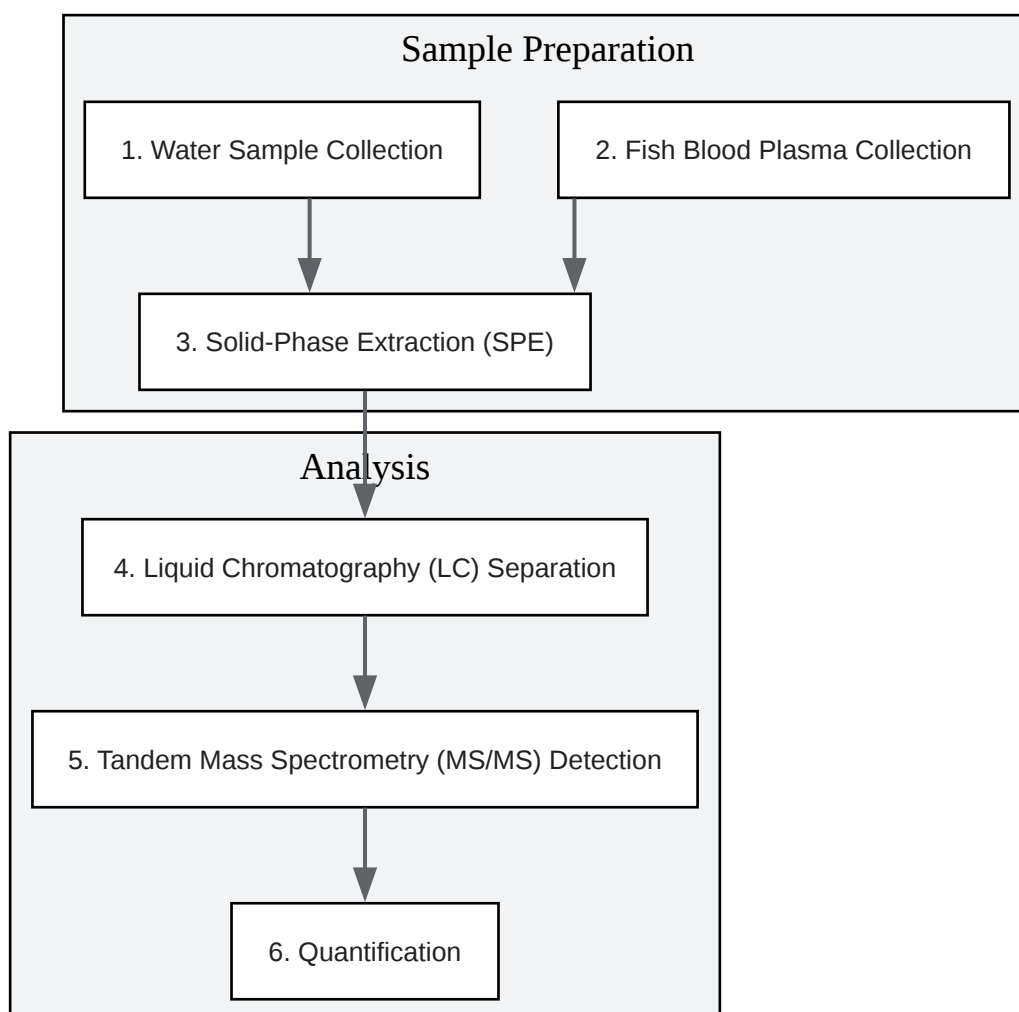 Sample Preparation
1. Water Sample Collection
2. Fish Blood Plasma Collection
3. Solid-Phase Extraction (SPE)
Analysis
4. Liquid Chromatography (LC) Separation
5. Tandem Mass Spectrometry (MS/MS) Detection
6. Quantification